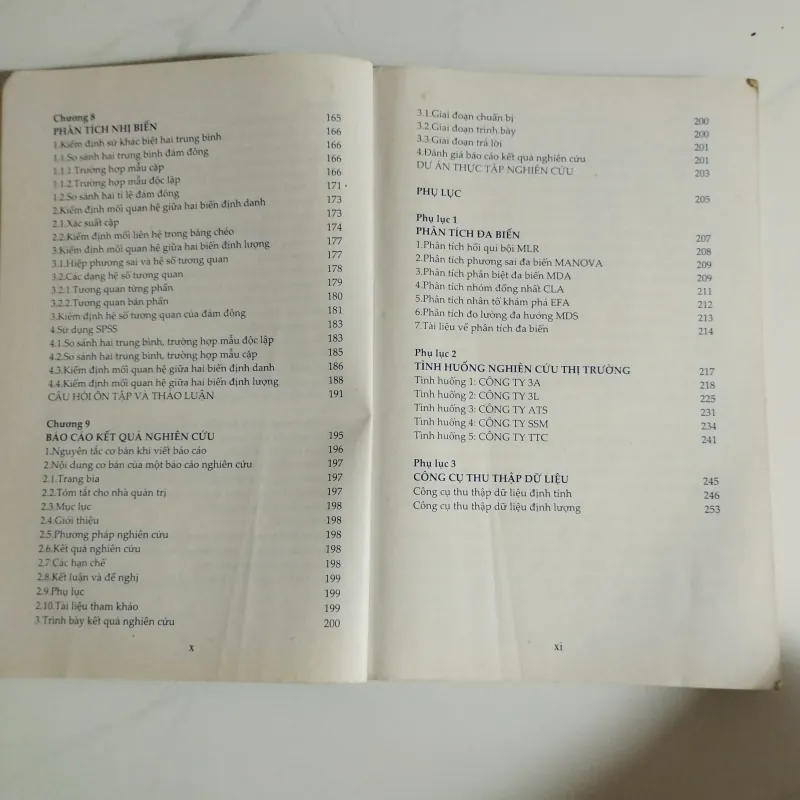 Chương 8
PHÂN TÍCH NHỊ BIẾN 165
1.Kiểm định sử khác biệt hai trung bình 166
1.1.So sánh hai trung bình đám đông 166
1.1.1.Trường hợp mẫu cặp 166
1.1.2.Trường hợp mẫu độc lập 166
1.2.So sánh hai tỉ lệ đám đông 171
2.Kiểm định mối quan hệ giữa hai biến định danh 173
2.1.Xác suất cặp 173
2.2.Kiểm định mối liên hệ trong bảng chéo 174
3.Kiểm định mối quan hệ giữa hai biến định lượng 177
3.1.Hiệp phương sai và hệ số tương quan 177
3.2.Các dạng hệ số tương quan 178
3.2.1.Tương quan từng phần 179
3.2.2.Tương quan bán phần 180
3.Kiểm định hệ số tương quan của đám đông 181
4.Sử dụng SPSS 183
4.1.So sánh hai trung bình, trường hợp mẫu độc lập 183
4.2.So sánh hai trung bình, trường hợp mẫu cặp 185
4.3.Kiểm định mối quan hệ giữa hai biến định danh 186
4.4.Kiểm định mối quan hệ giữa hai biến định lượng 188
CÂU HỎI ÔN TẬP VÀ THẢO LUẬN 191
Chương 9
BÁO CÁO KẾT QUẢ NGHIÊN CỨU 195
1.Nguyên tắc cơ bản khi viết báo cáo 196
2.Nội dung cơ bản của một báo cáo nghiên cứu 197
2.1.Trang bìa 197
2.2.Tóm tắt cho nhà quản trị 197
2.3.Mục lục 198
2.4.Giới thiệu 198
2.5.Phương pháp nghiên cứu 198
2.6.Kết quả nghiên cứu 198
2.7.Các hạn chế 198
2.8.Kết luận và đề nghị 199
2.9.Phụ lục 199
2.10.Tài liệu tham khảo 199
3.Trình bày kết quả nghiên cứu 200
x
3.1.Giai đoạn chuẩn bị 200
3.2.Giai đoạn trình bày 200
3.3.Giai đoạn trả lời 201
4.Đánh giá báo cáo kết quả nghiên cứu 201
DỰ ÁN THỰC TẬP NGHIÊN CỨU 203
PHỤ LỤC 205
Phụ lục 1
PHÂN TÍCH ĐA BIẾN 207
1.Phân tích hồi qui bội MLR 208
2.Phân tích phương sai đa biến MANOVA 209
3.Phân tích phân biệt đa biến MDA 209
4.Phân tích nhóm đồng nhất CLA 211
5.Phân tích nhân tố khám phá EFA 212
6.Phân tích đo lường đa hướng MDS 213
7.Tài liệu về phân tích đa biến 214
Phụ lục 2
TÌNH HUỐNG NGHIÊN CỨU THỊ TRƯỜNG 217
Tình huống 1: CÔNG TY 3A 218
Tình huống 2: CÔNG TY 3L 225
Tình huống 3: CÔNG TY ATS 231
Tình huống 4: CÔNG TY SSM 234
Tình huống 5: CÔNG TY TTC 241
Phụ lục 3
CÔNG CỤ THU THẬP DỮ LIỆU 245
Công cụ thu thập dữ liệu định tính 246
Công cụ thu thập dữ liệu định lượng 253
xi